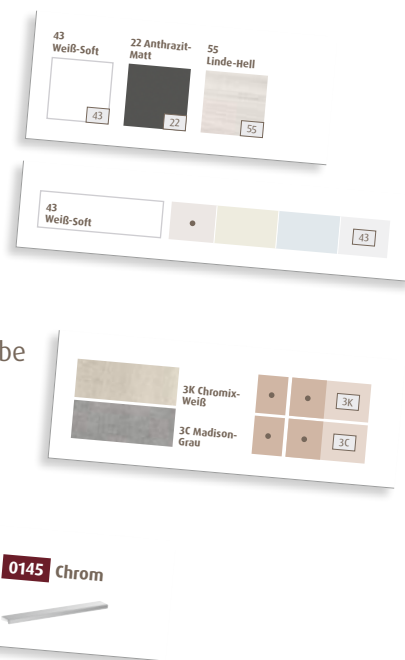 43
Weiß-Soft
22 Anthrazit-
Matt
55
Linde-Hell
43
22
55
43
Weiß-Soft
43
be
3K Chromix-
Weiß
3K
3C Madison-
Grau
3C
0145 Chrom